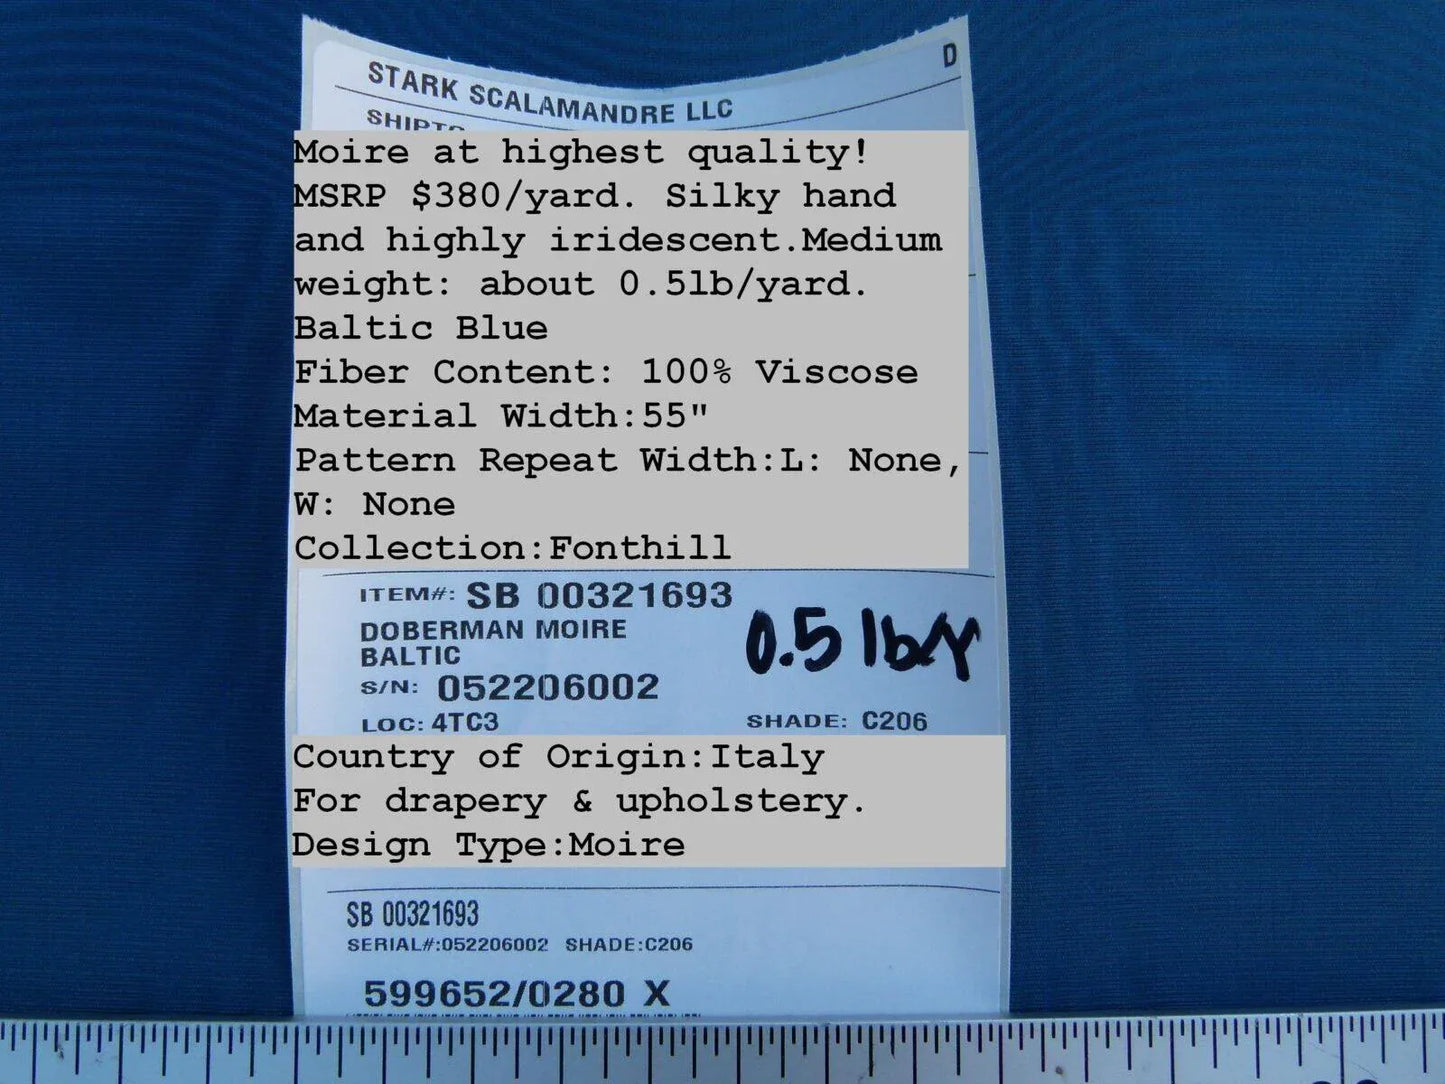 D
STARK SCALAMANDRE LLC
SHIPTO
Moire at highest quality!
MSRP $380/yard. Silky hand
and highly iridescent.Medium
weight: about 0.5lb/yard.
Baltic Blue
Fiber Content: 100% Viscose
Material Width:55"
Pattern Repeat Width:L: None,
W: None
Collection:Fonthill
ITEM#: SB 00321693
DOBERMAN MOIRE
BALTIC
0.5 lb/Y
S/N: 052206002
LOC: 4TC3 SHADE: C206
Country of Origin:Italy
For drapery & upholstery.
Design Type:Moire
SB 00321693
SERIAL#:052206002 SHADE:C206
599652/0280 X